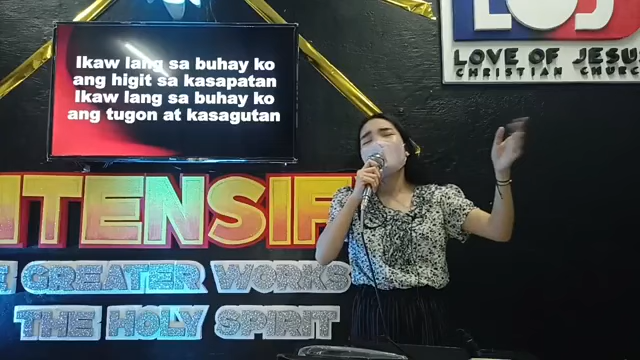 Ikaw lang sa buhay ko
ang higit sa kasapatan
Ikaw lang sa buhay ko
ang tugon at kasagutan
LOJ
LOVE OF JESUS
CHRISTIAN CHURCH
GREATER WORKS
THE HOLY SPIRIT